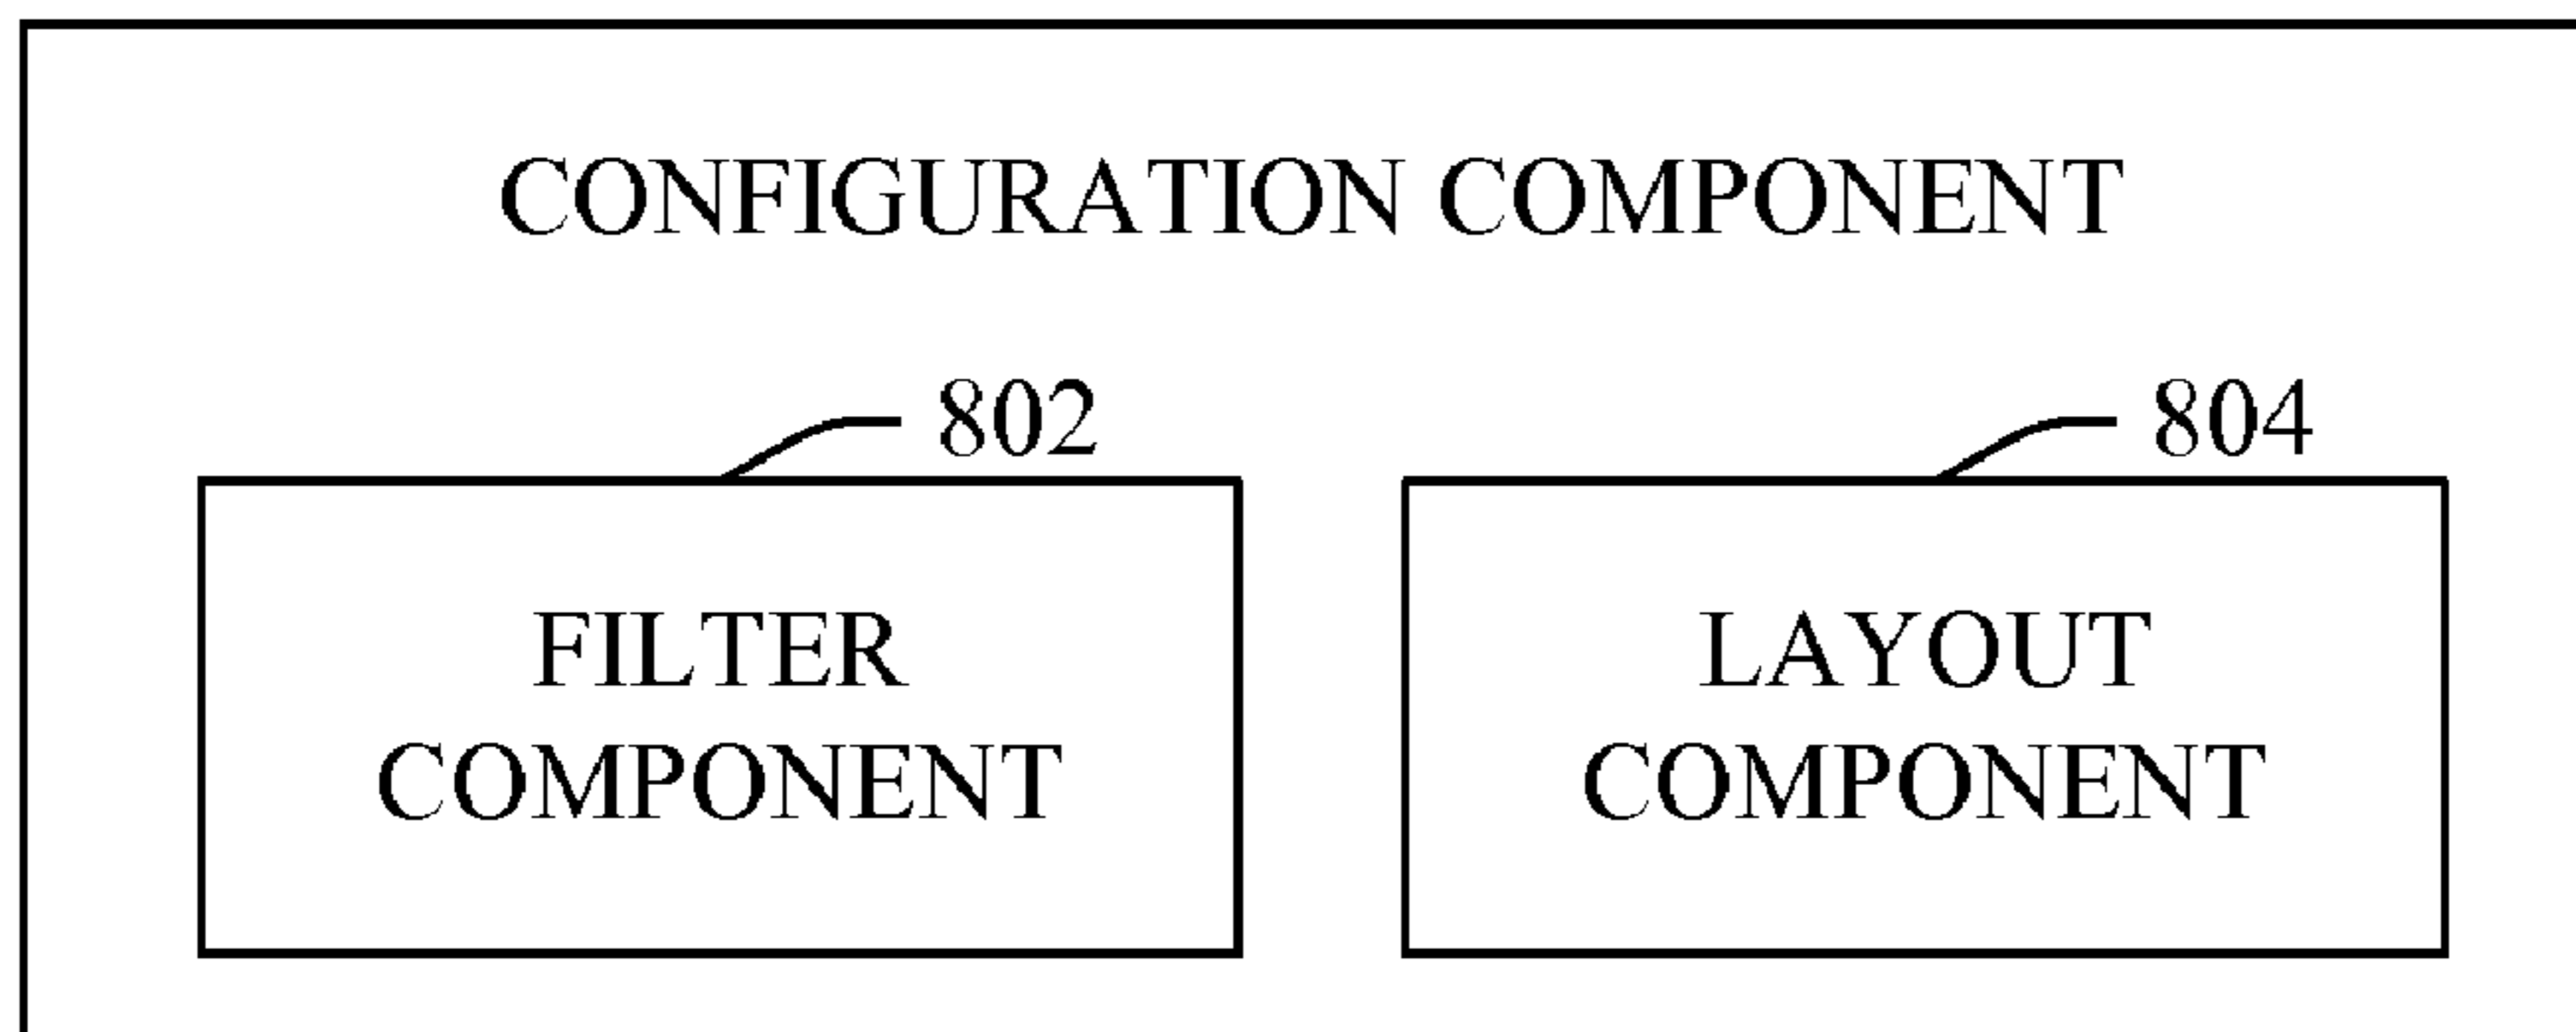 CONFIGURATION COMPONENT
802
804
FILTER
COMPONENT
LAYOUT
COMPONENT